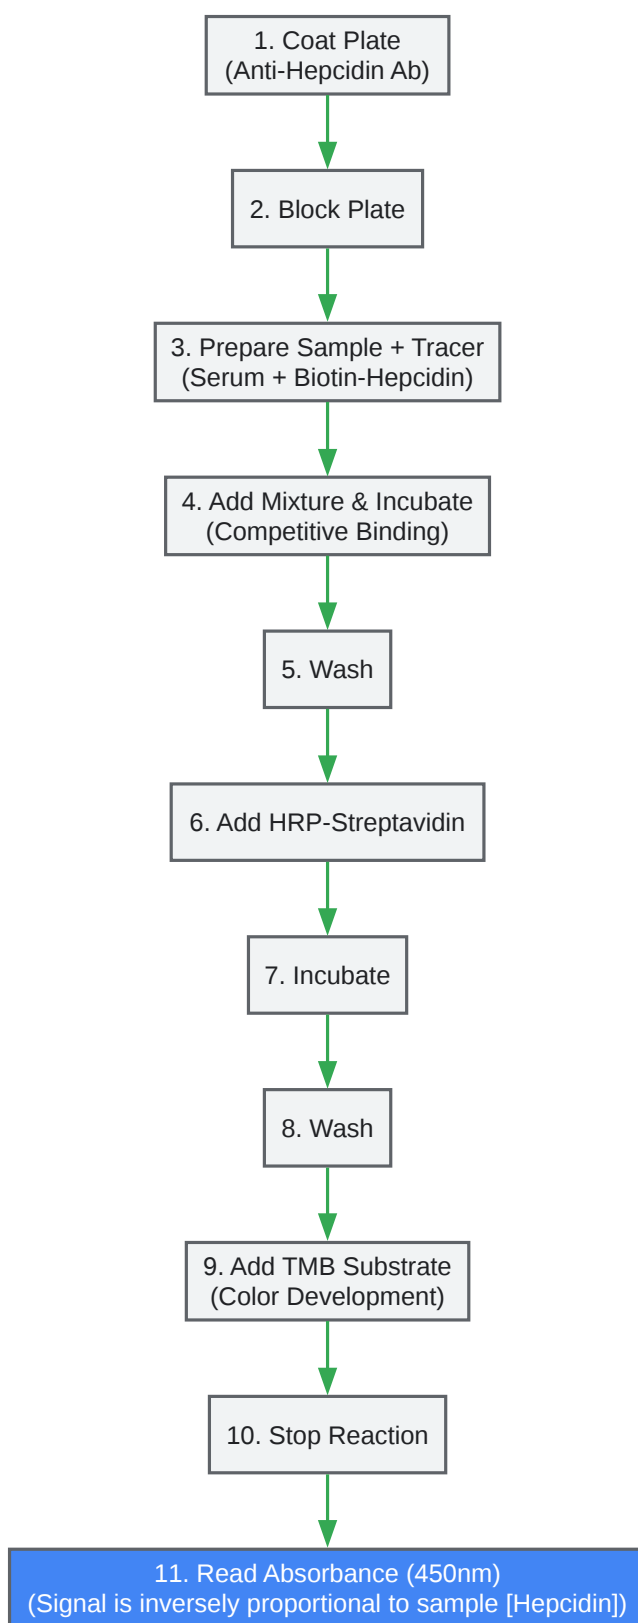 1. Coat Plate
(Anti-Hepcidin Ab)
2. Block Plate
3. Prepare Sample + Tracer
(Serum + Biotin-Hepcidin)
4. Add Mixture & Incubate
(Competitive Binding)
5. Wash
6. Add HRP-Streptavidin
7. Incubate
8. Wash
9. Add TMB Substrate
(Color Development)
10. Stop Reaction
11. Read Absorbance (450nm)
(Signal is inversely proportional to sample [Hepcidin])